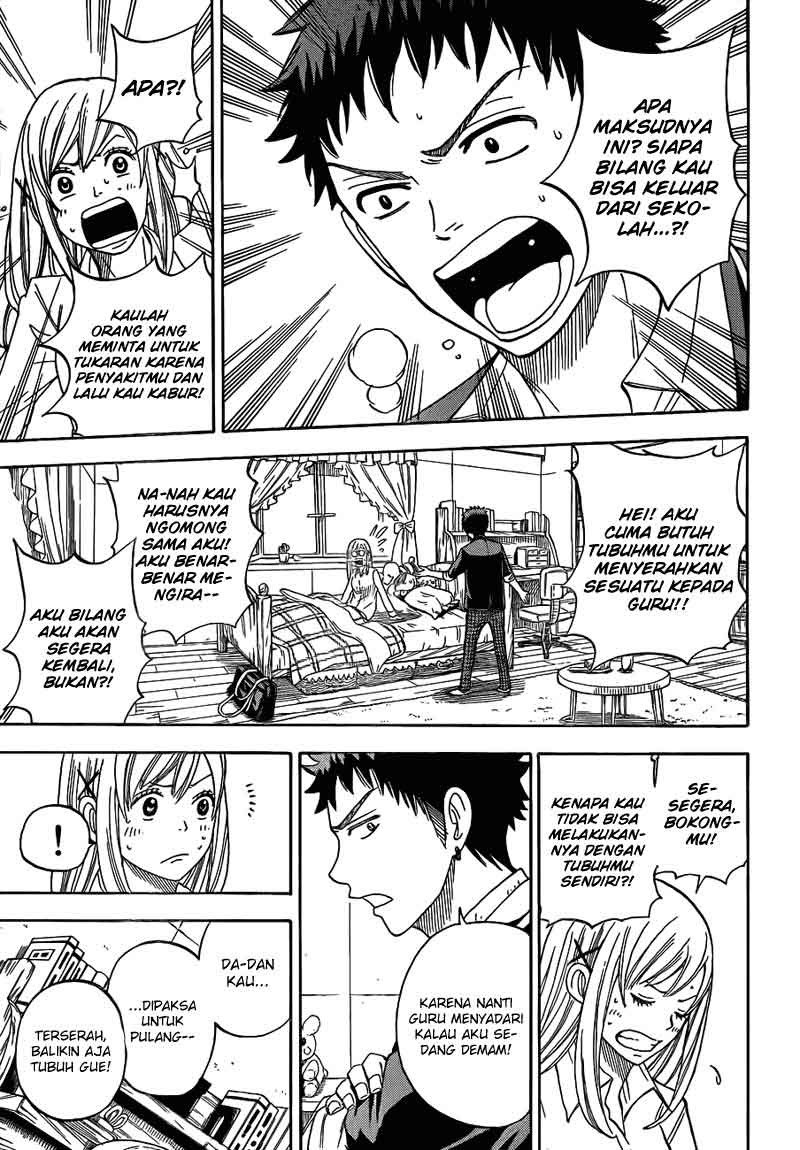 APA
MAKSUDNYA
INI? SIAPA
BILANG KAU
BISA KELUAR
DARI SEKO-
LAH...?!
APA?!
KAULAH
ORANG YANG
MEMINTA UNTUK
TUKARAN KARENA
PENYAKITMU DAN
LALU KAU KABUR!
HEI! AKU
CUMA BUTUH
TUBUHMU UNTUK
MENYERAHKAN
SESUATU KEPADA
GURU!!
NA-NAH KAU
HARUSNYA
NGOMONG
SAMA AKU!
AKU BENAR-
BENAR ME-
NGIRA--
AKU BILANG
AKU AKAN
SEGERA
KEMBALI,
BUKAN?!
SE-
SEGERA,
BOKONG-
MU!
KENAPA KAU
TIDAK BISA
MELAKUKAN-
NYA DENGAN
TUBUHMU
SENDIRI?!
KARENA NANTI
GURU MENYADARI
KALAU AKU SE-
DANG DEMAM!
!
DA-DAN
KAU...
...DIPAKSA
UNTUK
PULANG--
TERSERAH,
BALIKIN AJA
TUBUH GUE!